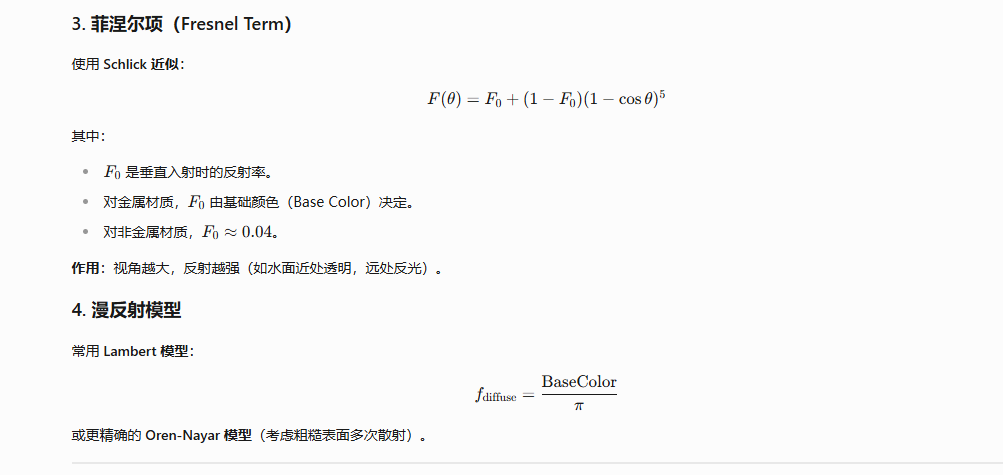 3. 菲涅尔项（Fresnel Term）
使用 Schlick 近似：
F(θ) = F₀ + (1 − F₀)(1 − cos θ)⁵
其中：
• F₀ 是垂直入射时的反射率。
• 对金属材质，F₀ 由基础颜色（Base Color）决定。
• 对非金属材质，F₀ ≈ 0.04。
作用：视角越大，反射越强（如水面近处透明，远处反光）。
4. 漫反射模型
常用 Lambert 模型：
f_diffuse = BaseColor / π
或更精确的 Oren-Nayar 模型（考虑粗糙表面多次散射）。